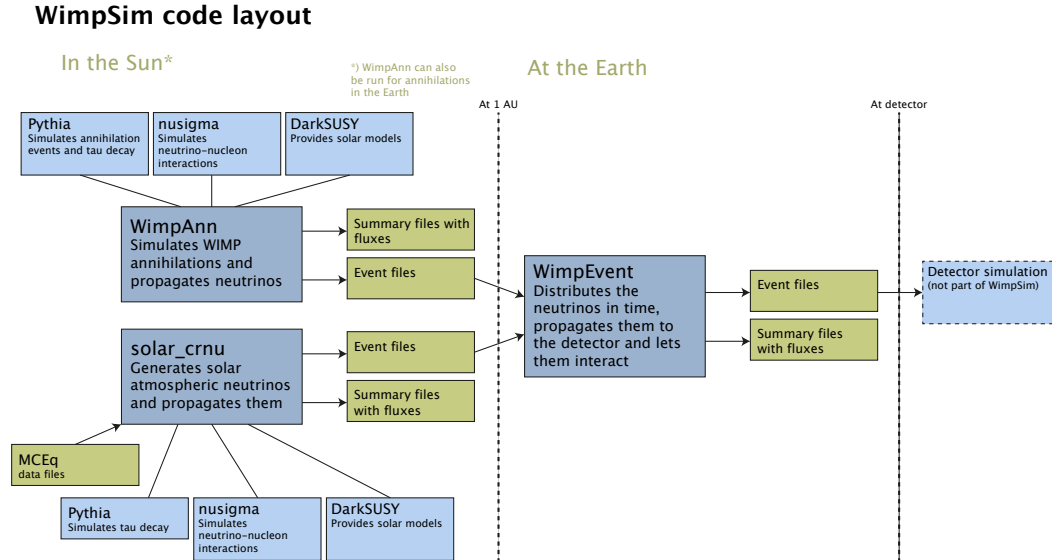 WimpSim code layout
In the Sun*
*) WimpAnn can also
be run for annihilations
in the Earth
At the Earth
At 1 AU
At detector
Pythia
Simulates annihilation
events and tau decay
nusigma
Simulates
neutrino-nucleon
interactions
DarkSUSY
Provides solar models
WimpAnn
Simulates WIMP
annihilations and
propagates neutrinos
Summary files with
fluxes
Event files
WimpEvent
Distributes the
neutrinos in time,
propagates them to
the detector and lets
them interact
Event files
Summary files
with fluxes
Detector simulation
(not part of WimpSim)
solar_crnu
Generates solar
atmospheric neutrinos
and propagates them
Event files
Summary files
with fluxes
MCEq
data files
Pythia
Simulates tau decay
nusigma
Simulates
neutrino-nucleon
interactions
DarkSUSY
Provides solar models